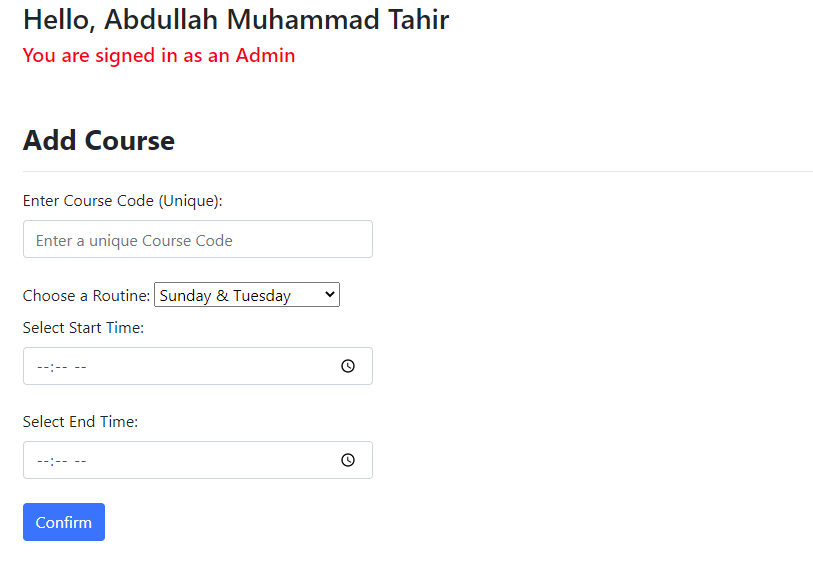 Hello, Abdullah Muhammad Tahir
You are signed in as an Admin
Add Course
Enter Course Code (Unique):
Enter a unique Course Code
Choose a Routine: Sunday & Tuesday
Select Start Time:
--:-- --
Select End Time:
--:-- --
Confirm